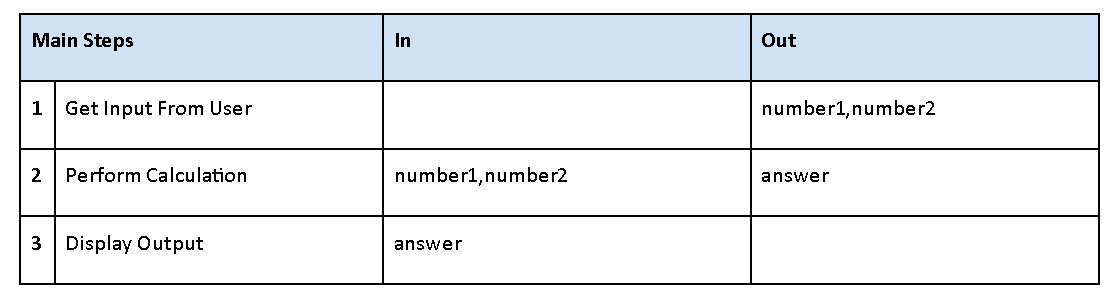 Main Steps In Out
1 Get Input From User number1,number2
2 Perform Calculation number1,number2 answer
3 Display Output answer